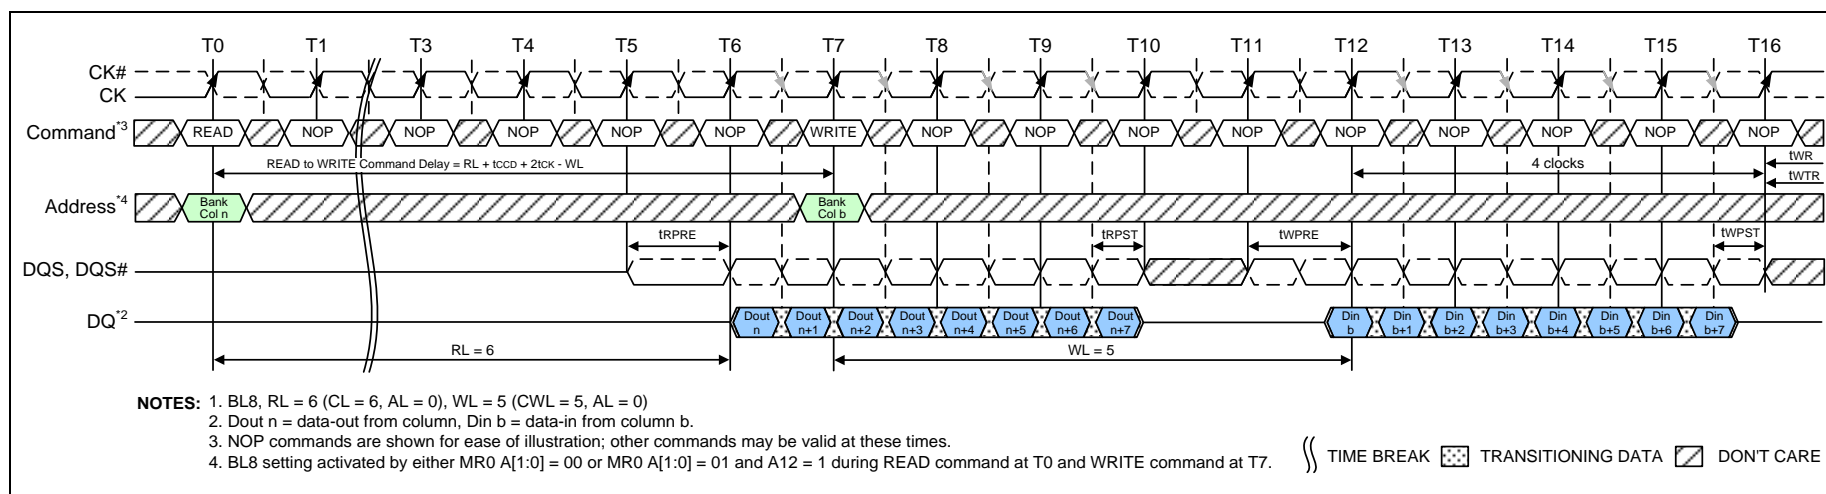 T0 T1 T3 T4 T5 T6 T7 T8 T9 T10 T11 T12 T13 T14 T15 T16
CK#
CK
Command*3 READ NOP NOP NOP NOP NOP WRITE NOP NOP NOP NOP NOP NOP NOP NOP NOP
READ to WRITE Command Delay = RL + tCCD + 2tCK - WL
4 clocks
tWR
tWTR
Address*4
Bank Col n
Bank Col b
tRPRE tRPST tWPRE tWPST
DQS, DQS#
DQ*2
Dout n Dout n+1 Dout n+2 Dout n+3 Dout n+4 Dout n+5 Dout n+6 Dout n+7 Din b Din b+1 Din b+2 Din b+3 Din b+4 Din b+5 Din b+6 Din b+7
RL = 6 WL = 5
NOTES: 1. BL8, RL = 6 (CL = 6, AL = 0), WL = 5 (CWL = 5, AL = 0)
2. Dout n = data-out from column, Din b = data-in from column b.
3. NOP commands are shown for ease of illustration; other commands may be valid at these times.
4. BL8 setting activated by either MR0 A[1:0] = 00 or MR0 A[1:0] = 01 and A12 = 1 during READ command at T0 and WRITE command at T7.
TIME BREAK TRANSITIONING DATA DON'T CARE